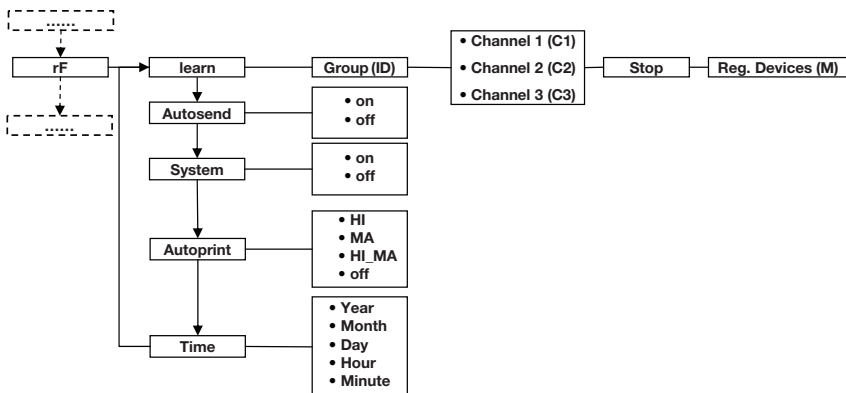 ......
rF
......
learn
Group (ID)
• Channel 1 (C1)
• Channel 2 (C2)
• Channel 3 (C3)
Stop
Reg. Devices (M)
Autosend
• on
• off
System
• on
• off
Autoprint
• HI
• MA
• HI_MA
• off
Time
• Year
• Month
• Day
• Hour
• Minute